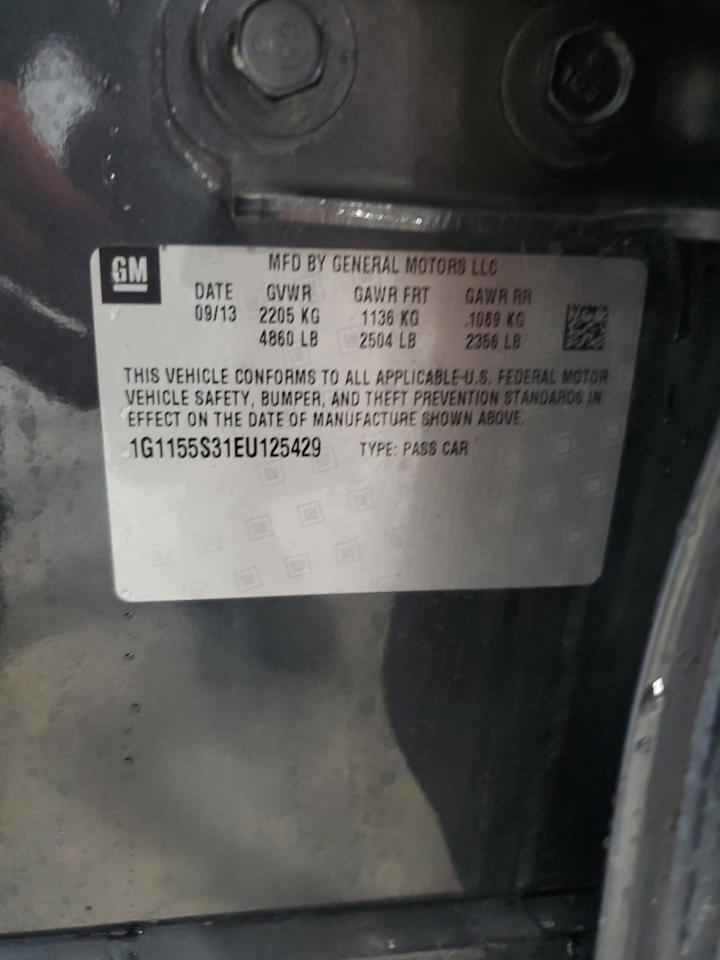 GM
MFD BY GENERAL MOTORS LLC
DATE GVWR GAWR FRT GAWR RR
09/13 2205 KG 1136 KG 1069 KG
4860 LB 2504 LB 2356 LB
THIS VEHICLE CONFORMS TO ALL APPLICABLE U.S. FEDERAL MOTOR
VEHICLE SAFETY, BUMPER, AND THEFT PREVENTION STANDARDS IN
EFFECT ON THE DATE OF MANUFACTURE SHOWN ABOVE.
1G1155S31EU125429 TYPE: PASS CAR